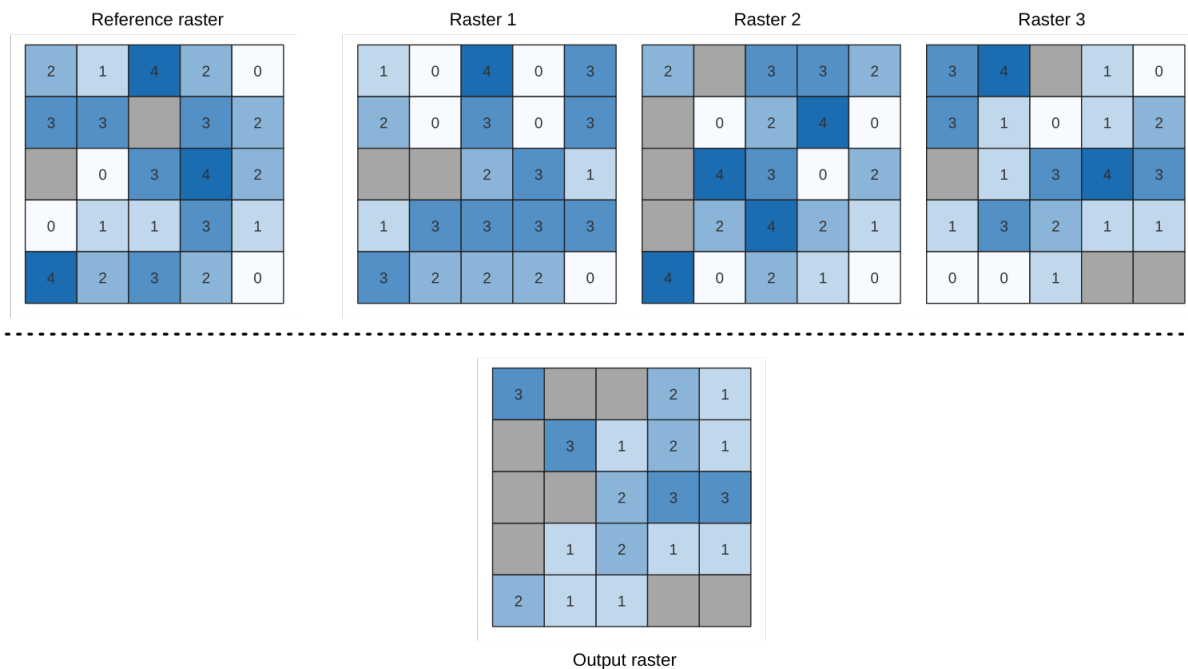 Reference raster Raster 1 Raster 2 Raster 3
2 1 4 2 0 1 0 4 0 3 2 3 3 2 3 4 1 0
3 3 3 2 2 0 3 0 3 0 2 4 0 3 1 0 1 2
0 3 4 2 2 3 1 4 3 0 2 1 3 4 3
0 1 1 3 1 1 3 3 3 3 2 4 2 1 1 3 2 1 1
4 2 3 2 0 3 2 2 2 0 4 0 2 1 0 0 0 1
3 2 1
3 1 2 1
2 3 3
1 2 1 1
2 1 1
Output raster